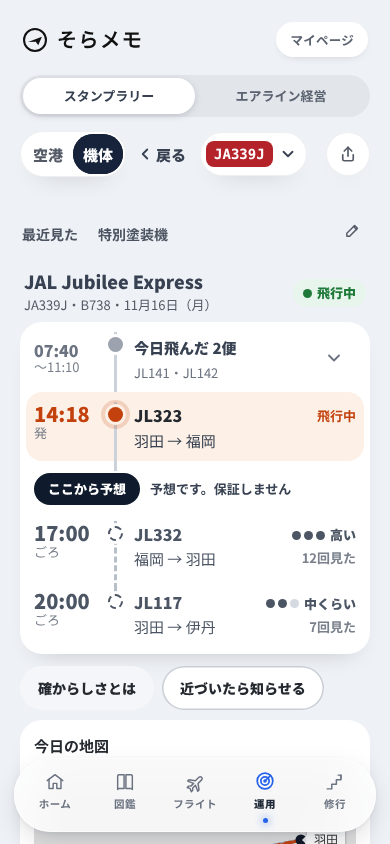 そらメモ
マイページ
スタンプラリー
エアライン経営
空港
機体
戻る
JA339J
最近見た
特別塗装機
JAL Jubilee Express
JA339J・B738・11月16日（月）
飛行中
07:40
〜11:10
今日飛んだ 2便
JL141・JL142
14:18
発
JL323
羽田 → 福岡
飛行中
ここから予想
予想です。保証しません
17:00
ごろ
JL332
福岡 → 羽田
高い
12回見た
20:00
ごろ
JL117
羽田 → 伊丹
中くらい
7回見た
確からしさとは
近づいたら知らせる
今日の地図
ホーム
図鑑
フライト
運用
修行
羽田